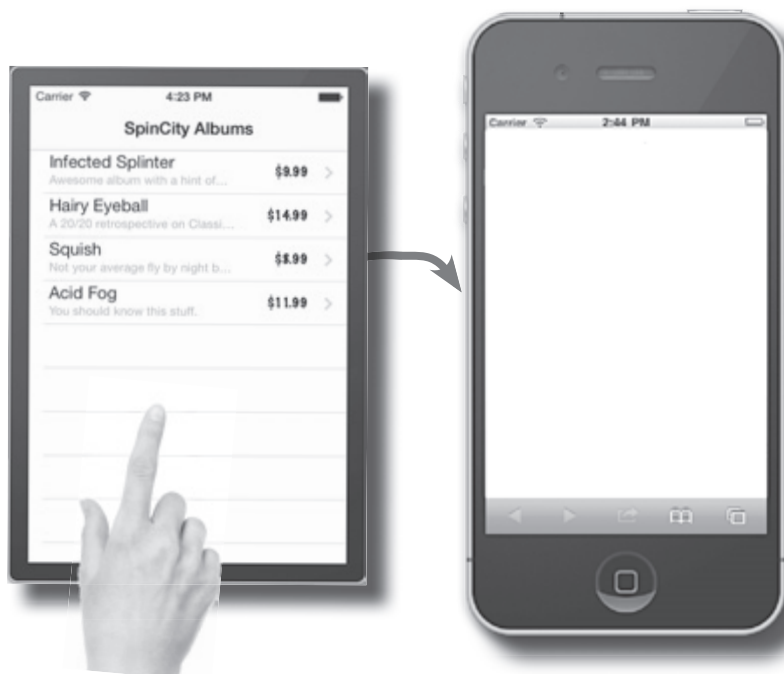 Carrier 4:23 PM
SpinCity Albums
Infected Splinter
Awesome album with a hint of...
$9.99
Hairy Eyeball
A 20/20 retrospective on Classi...
$14.99
Squish
Not your average fly by night b...
$8.99
Acid Fog
You should know this stuff.
$11.99
Carrier 2:44 PM